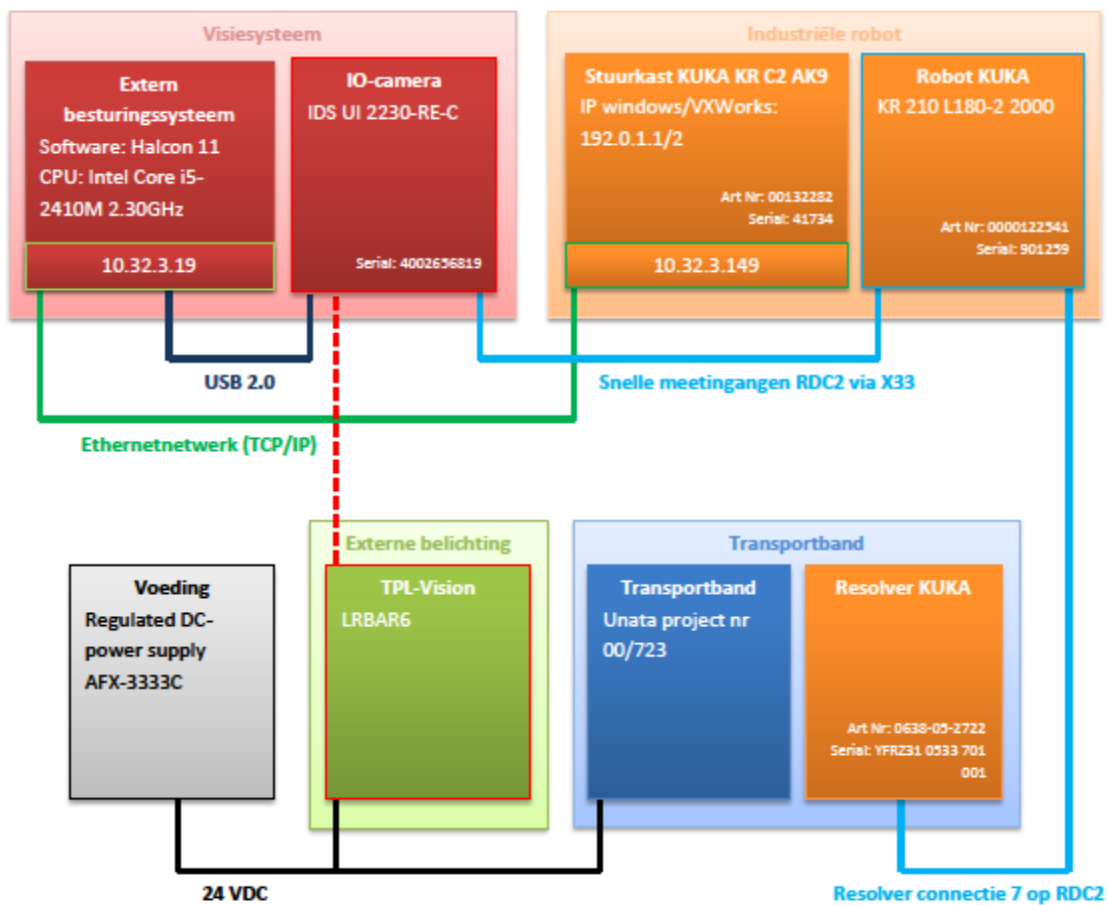 Visiesysteem
Extern
besturingssysteem
Software: Halcon 11
CPU: Intel Core i5-
2410M 2.30GHz
10.32.3.19
IO-camera
IDS UI 2230-RE-C
Serial: 4002656819
Industriële robot
Stuurkast KUKA KR C2 AK9
IP windows/VXWorks:
192.0.1.1/2
Art Nr: 00132282
Serial: 41734
10.32.3.149
Robot KUKA
KR 210 L180-2 2000
Art Nr: 0000122541
Serial: 901259
USB 2.0
Snelle meetingangen RDC2 via X33
Ethernetnetwerk (TCP/IP)
Voeding
Regulated DC-
power supply
AFX-3333C
Externe belichting
TPL-Vision
LRBAR6
Transportband
Transportband
Unata project nr
00/723
Resolver KUKA
Art Nr: 0638-05-2722
Serial: YFRZ31 0533 701
001
24 VDC
Resolver connectie 7 op RDC2